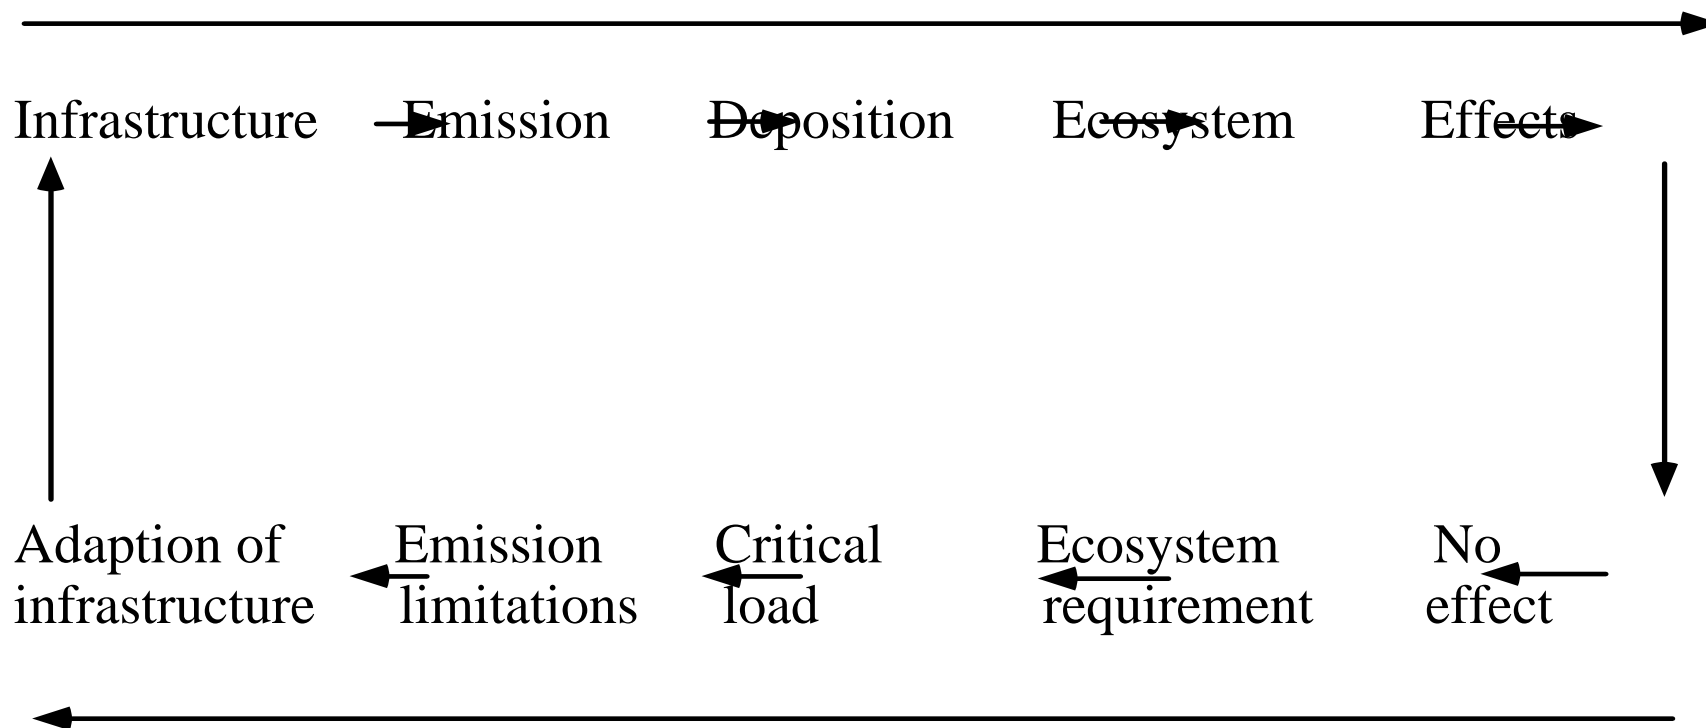 Infrastructure Emission Deposition Ecosystem Effects
Adaption of Emission Critical Ecosystem No
infrastructure limitations load requirement effect